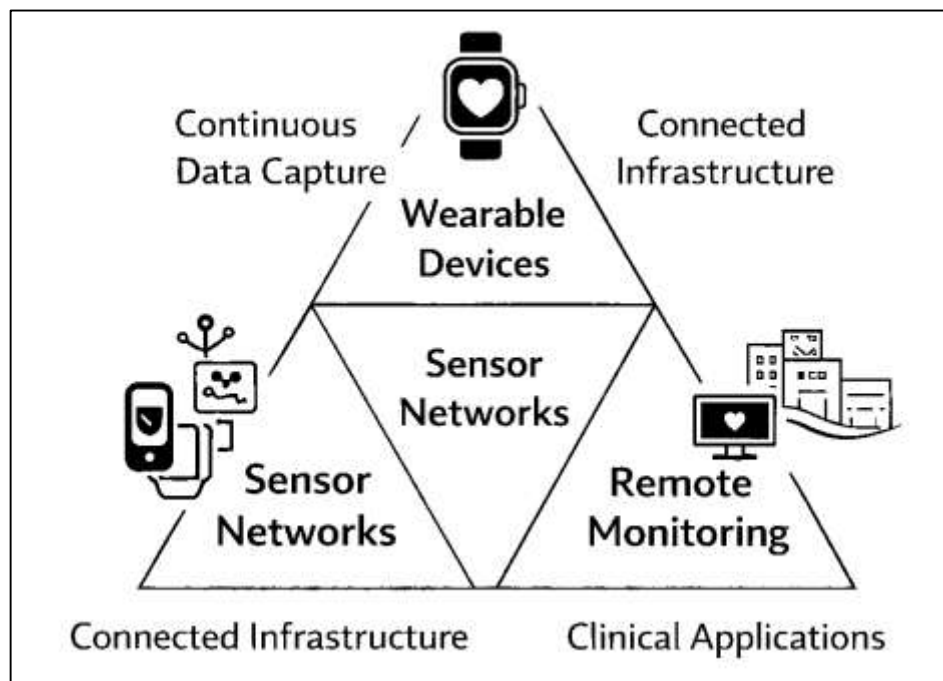 Continuous
Data Capture
Connected
Infrastructure
Wearable
Devices
Sensor
Networks
Sensor
Networks
Remote
Monitoring
Connected Infrastructure
Clinical Applications